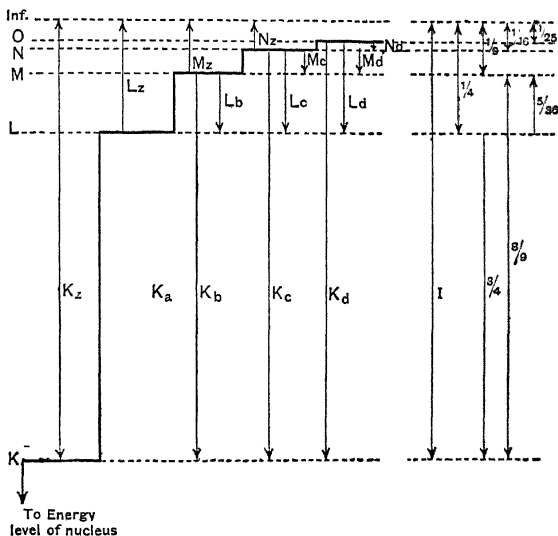 Inf.
O
N
M
L
K
Nz
Nd
Mz
Mc
Md
Lz
Lb
Lc
Ld
Kz
Ka
Kb
Kc
Kd
I
1/4
1/9
1/16
1/25
5/36
3/4
8/9
To Energy
level of nucleus